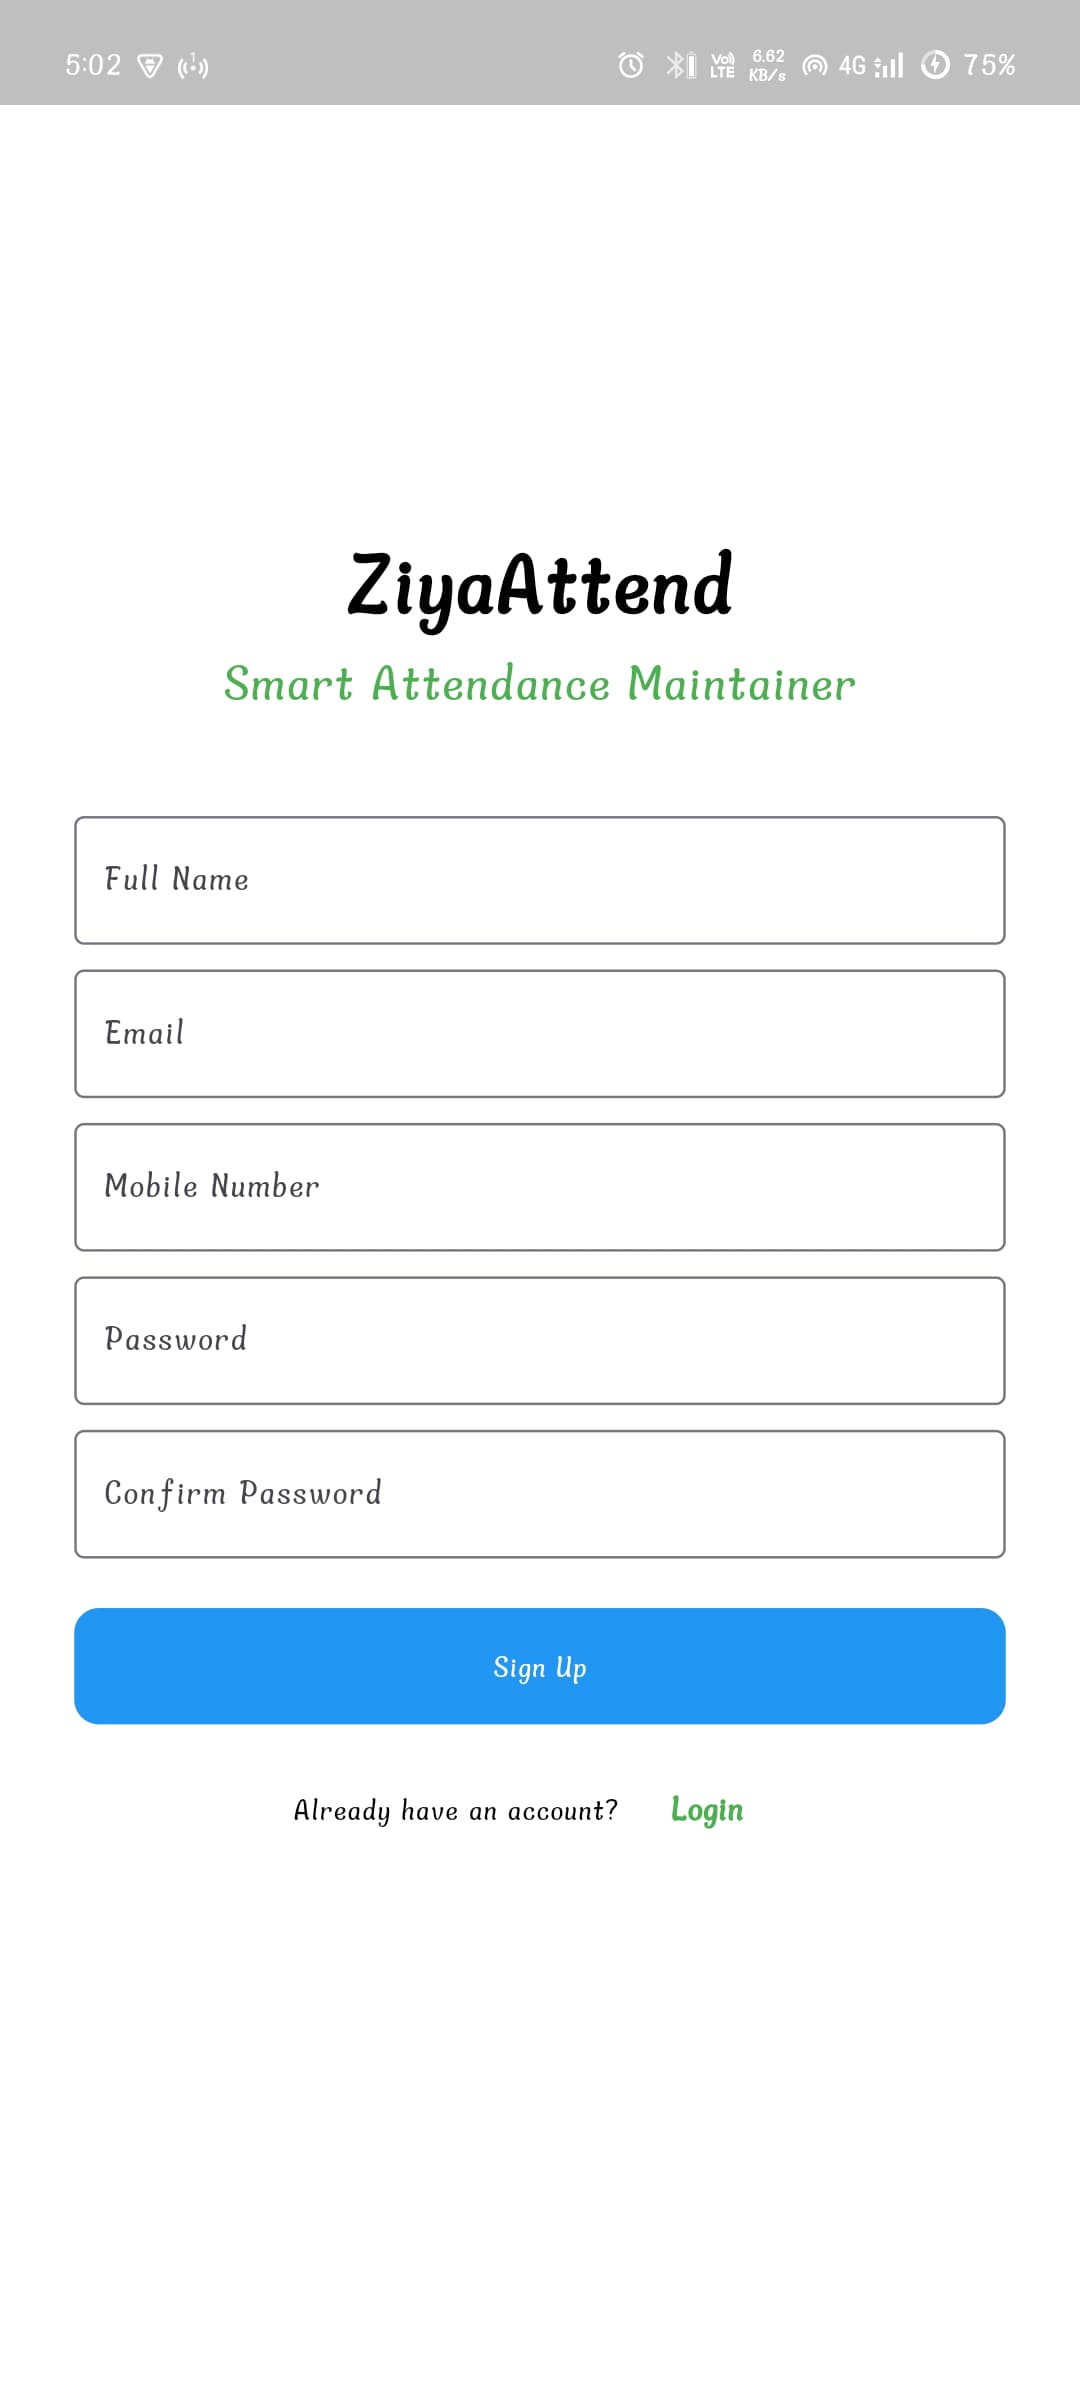 5:02 1 Vo) LTE 6.62 KB/s 4G 75%
ZiyaAttend
Smart Attendance Maintainer
Full Name
Email
Mobile Number
Password
Confirm Password
Sign Up
Already have an account? Login